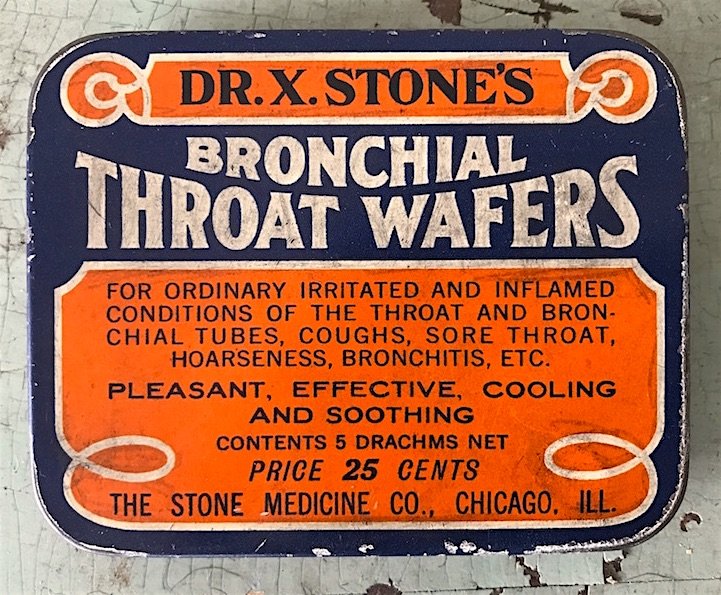 DR. X. STONE'S
BRONCHIAL
THROAT WAFERS
FOR ORDINARY IRRITATED AND INFLAMED
CONDITIONS OF THE THROAT AND BRON-
CHIAL TUBES, COUGHS, SORE THROAT,
HOARSENESS, BRONCHITIS, ETC.
PLEASANT, EFFECTIVE, COOLING
AND SOOTHING
CONTENTS 5 DRACHMS NET
PRICE 25 CENTS
THE STONE MEDICINE CO., CHICAGO, ILL.